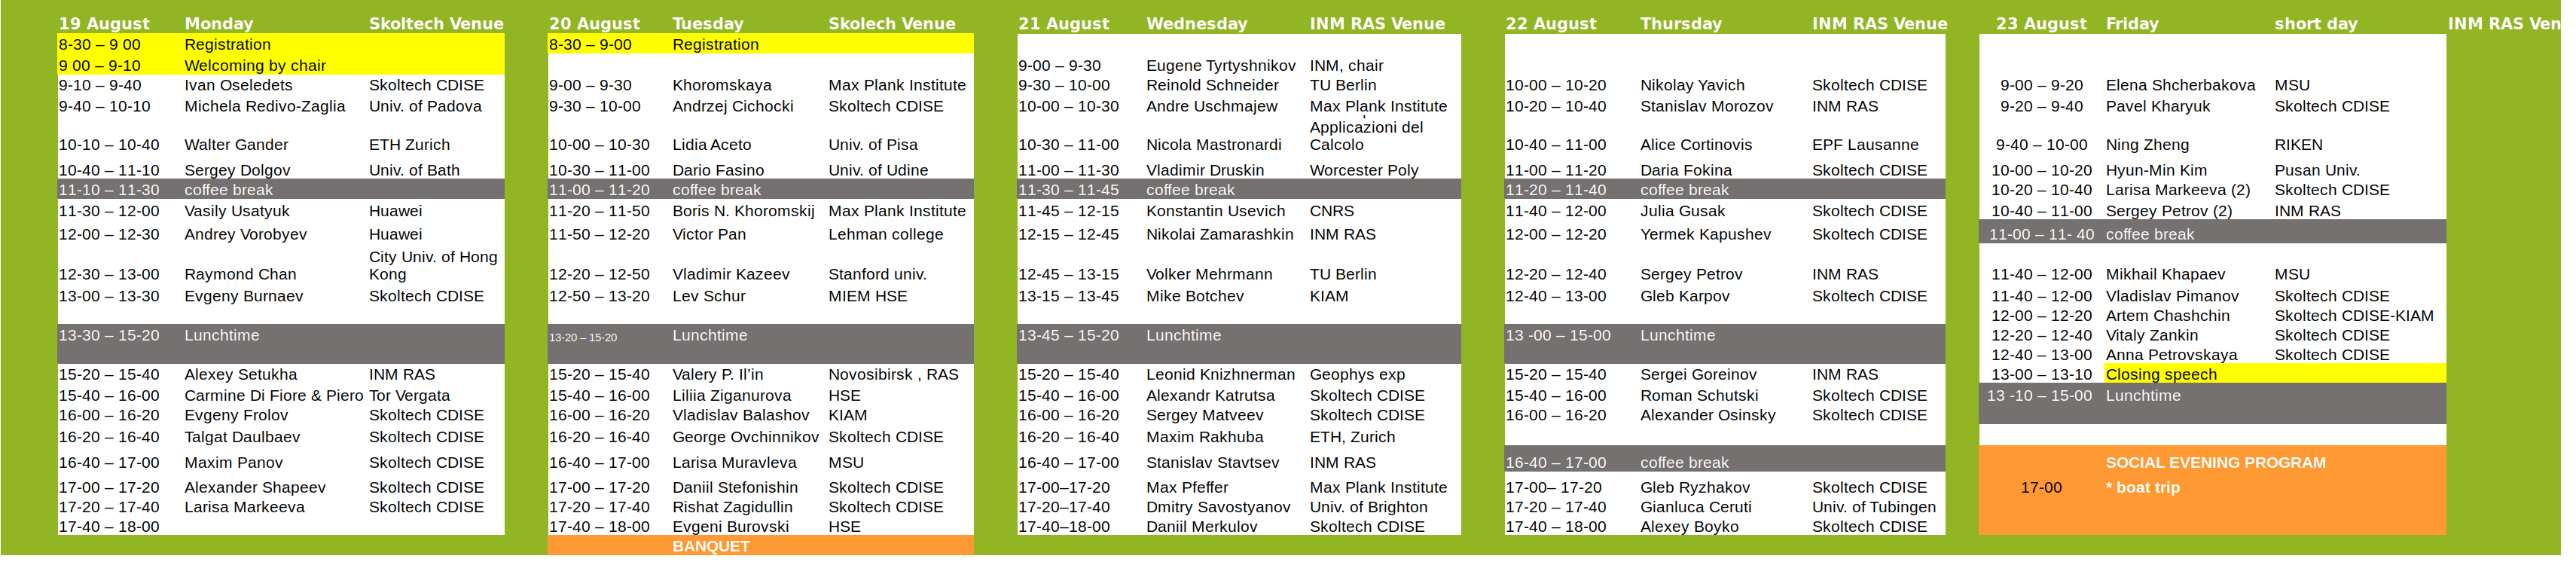 19 August Monday Skoltech Venue
8-30 – 9 00 Registration
9 00 – 9-10 Welcoming by chair
9-10 – 9-40 Ivan Oseledets Skoltech CDISE
9-40 – 10-10 Michela Redivo-Zaglia Univ. of Padova
10-10 – 10-40 Walter Gander ETH Zurich
10-40 – 11-10 Sergey Dolgov Univ. of Bath
11-10 – 11-30 coffee break
11-30 – 12-00 Vasily Usatyuk Huawei
12-00 – 12-30 Andrey Vorobyev Huawei
12-30 – 13-00 Raymond Chan City Univ. of Hong
Kong
13-00 – 13-30 Evgeny Burnaev Skoltech CDISE
13-30 – 15-20 Lunchtime
15-20 – 15-40 Alexey Setukha INM RAS
15-40 – 16-00 Carmine Di Fiore & Piero Tor Vergata
16-00 – 16-20 Evgeny Frolov Skoltech CDISE
16-20 – 16-40 Talgat Daulbaev Skoltech CDISE
16-40 – 17-00 Maxim Panov Skoltech CDISE
17-00 – 17-20 Alexander Shapeev Skoltech CDISE
17-20 – 17-40 Larisa Markeeva Skoltech CDISE
17-40 – 18-00
20 August Tuesday Skolech Venue
8-30 – 9-00 Registration
9-00 – 9-30 Khoromskaya Max Plank Institute
9-30 – 10-00 Andrzej Cichocki Skoltech CDISE
10-00 – 10-30 Lidia Aceto Univ. of Pisa
10-30 – 11-00 Dario Fasino Univ. of Udine
11-00 – 11-20 coffee break
11-20 – 11-50 Boris N. Khoromskij Max Plank Institute
11-50 – 12-20 Victor Pan Lehman college
12-20 – 12-50 Vladimir Kazeev Stanford univ.
12-50 – 13-20 Lev Schur MIEM HSE
13-20 – 15-20 Lunchtime
15-20 – 15-40 Valery P. Il'in Novosibirsk , RAS
15-40 – 16-00 Liliia Ziganurova HSE
16-00 – 16-20 Vladislav Balashov KIAM
16-20 – 16-40 George Ovchinnikov Skoltech CDISE
16-40 – 17-00 Larisa Muravleva MSU
17-00 – 17-20 Daniil Stefonishin Skoltech CDISE
17-20 – 17-40 Rishat Zagidullin Skoltech CDISE
17-40 – 18-00 Evgeni Burovski HSE
BANQUET
21 August Wednesday INM RAS Venue
9-00 – 9-30 Eugene Tyrtyshnikov INM, chair
9-30 – 10-00 Reinold Schneider TU Berlin
10-00 – 10-30 Andre Uschmajew Max Plank Institute
10-30 – 11-00 Nicola Mastronardi Applicazioni del
Calcolo
11-00 – 11-30 Vladimir Druskin Worcester Poly
11-30 – 11-45 coffee break
11-45 – 12-15 Konstantin Usevich CNRS
12-15 – 12-45 Nikolai Zamarashkin INM RAS
12-45 – 13-15 Volker Mehrmann TU Berlin
13-15 – 13-45 Mike Botchev KIAM
13-45 – 15-20 Lunchtime
15-20 – 15-40 Leonid Knizhnerman Geophys exp
15-40 – 16-00 Alexandr Katrutsa Skoltech CDISE
16-00 – 16-20 Sergey Matveev Skoltech CDISE
16-20 – 16-40 Maxim Rakhuba ETH, Zurich
16-40 – 17-00 Stanislav Stavtsev INM RAS
17-00–17-20 Max Pfeffer Max Plank Institute
17-20–17-40 Dmitry Savostyanov Univ. of Brighton
17-40–18-00 Daniil Merkulov Skoltech CDISE
22 August Thursday INM RAS Venue
10-00 – 10-20 Nikolay Yavich Skoltech CDISE
10-20 – 10-40 Stanislav Morozov INM RAS
10-40 – 11-00 Alice Cortinovis EPF Lausanne
11-00 – 11-20 Daria Fokina Skoltech CDISE
11-20 – 11-40 coffee break
11-40 – 12-00 Julia Gusak Skoltech CDISE
12-00 – 12-20 Yermek Kapushev Skoltech CDISE
12-20 – 12-40 Sergey Petrov INM RAS
12-40 – 13-00 Gleb Karpov Skoltech CDISE
13 -00 – 15-00 Lunchtime
15-20 – 15-40 Sergei Goreinov INM RAS
15-40 – 16-00 Roman Schutski Skoltech CDISE
16-00 – 16-20 Alexander Osinsky Skoltech CDISE
16-40 – 17-00 coffee break
17-00– 17-20 Gleb Ryzhakov Skoltech CDISE
17-20 – 17-40 Gianluca Ceruti Univ. of Tubingen
17-40 – 18-00 Alexey Boyko Skoltech CDISE
23 August Friday short day INM RAS Ven
9-00 – 9-20 Elena Shcherbakova MSU
9-20 – 9-40 Pavel Kharyuk Skoltech CDISE
9-40 – 10-00 Ning Zheng RIKEN
10-00 – 10-20 Hyun-Min Kim Pusan Univ.
10-20 – 10-40 Larisa Markeeva (2) Skoltech CDISE
10-40 – 11-00 Sergey Petrov (2) INM RAS
11-00 – 11- 40 coffee break
11-40 – 12-00 Mikhail Khapaev MSU
11-40 – 12-00 Vladislav Pimanov Skoltech CDISE
12-00 – 12-20 Artem Chashchin Skoltech CDISE-KIAM
12-20 – 12-40 Vitaly Zankin Skoltech CDISE
12-40 – 13-00 Anna Petrovskaya Skoltech CDISE
13-00 – 13-10 Closing speech
13 -10 – 15-00 Lunchtime
SOCIAL EVENING PROGRAM
17-00 * boat trip